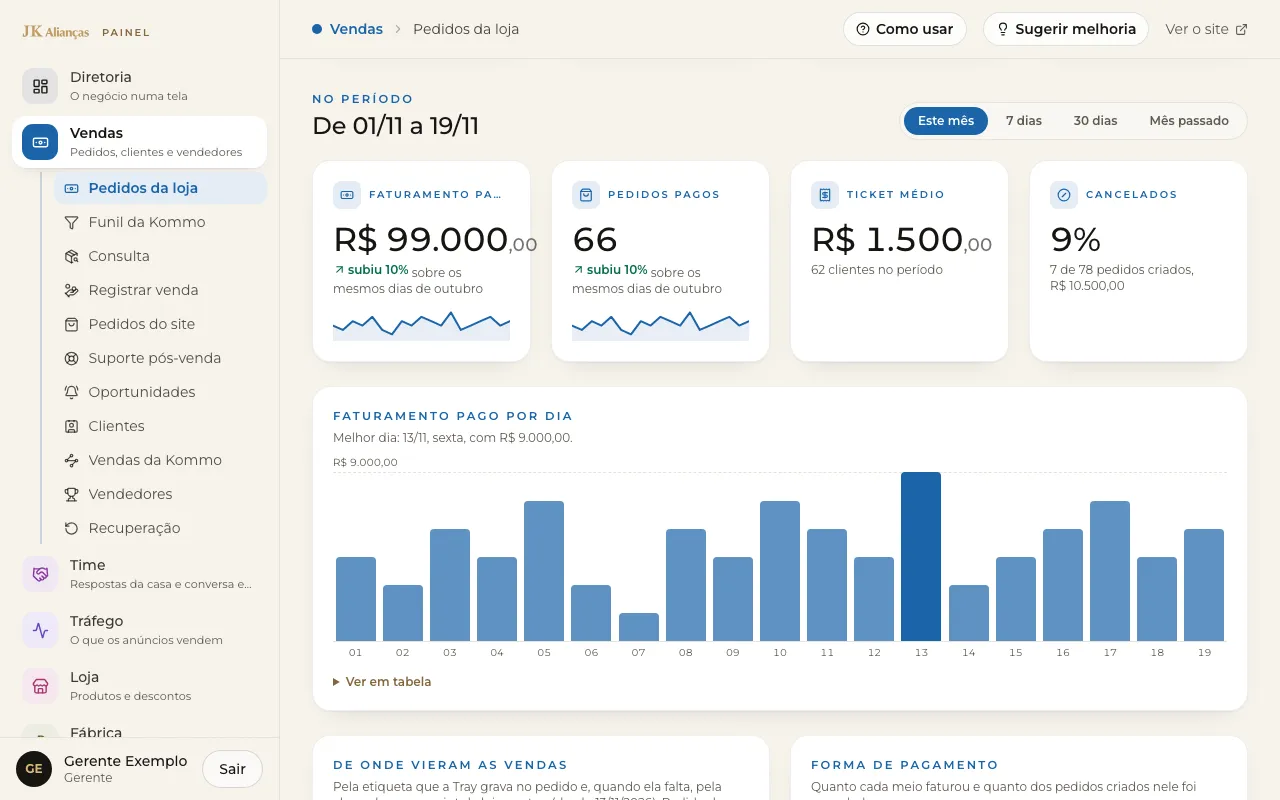 JK Alianças PAINEL
Diretoria
O negócio numa tela
Vendas
Pedidos, clientes e vendedores
Pedidos da loja
Funil da Kommo
Consulta
Registrar venda
Pedidos do site
Suporte pós-venda
Oportunidades
Clientes
Vendas da Kommo
Vendedores
Recuperação
Time
Respostas da casa e conversa e...
Tráfego
O que os anúncios vendem
Loja
Produtos e descontos
Fábrica
GE
Gerente Exemplo
Gerente
Sair
Vendas > Pedidos da loja
Como usar
Sugerir melhoria
Ver o site
NO PERÍODO
De 01/11 a 19/11
Este mês
7 dias
30 dias
Mês passado
FATURAMENTO PA...
R$ 99.000,00
subiu 10% sobre os
mesmos dias de outubro
PEDIDOS PAGOS
66
subiu 10% sobre os
mesmos dias de outubro
TICKET MÉDIO
R$ 1.500,00
62 clientes no período
CANCELADOS
9%
7 de 78 pedidos criados,
R$ 10.500,00
FATURAMENTO PAGO POR DIA
Melhor dia: 13/11, sexta, com R$ 9.000,00.
R$ 9.000,00
01 02 03 04 05 06 07 08 09 10 11 12 13 14 15 16 17 18 19
Ver em tabela
DE ONDE VIERAM AS VENDAS
Pela etiqueta que a Tray grava no pedido e, quando ela falta, pela
FORMA DE PAGAMENTO
Quanto cada meio faturou e quanto dos pedidos criados nele foi